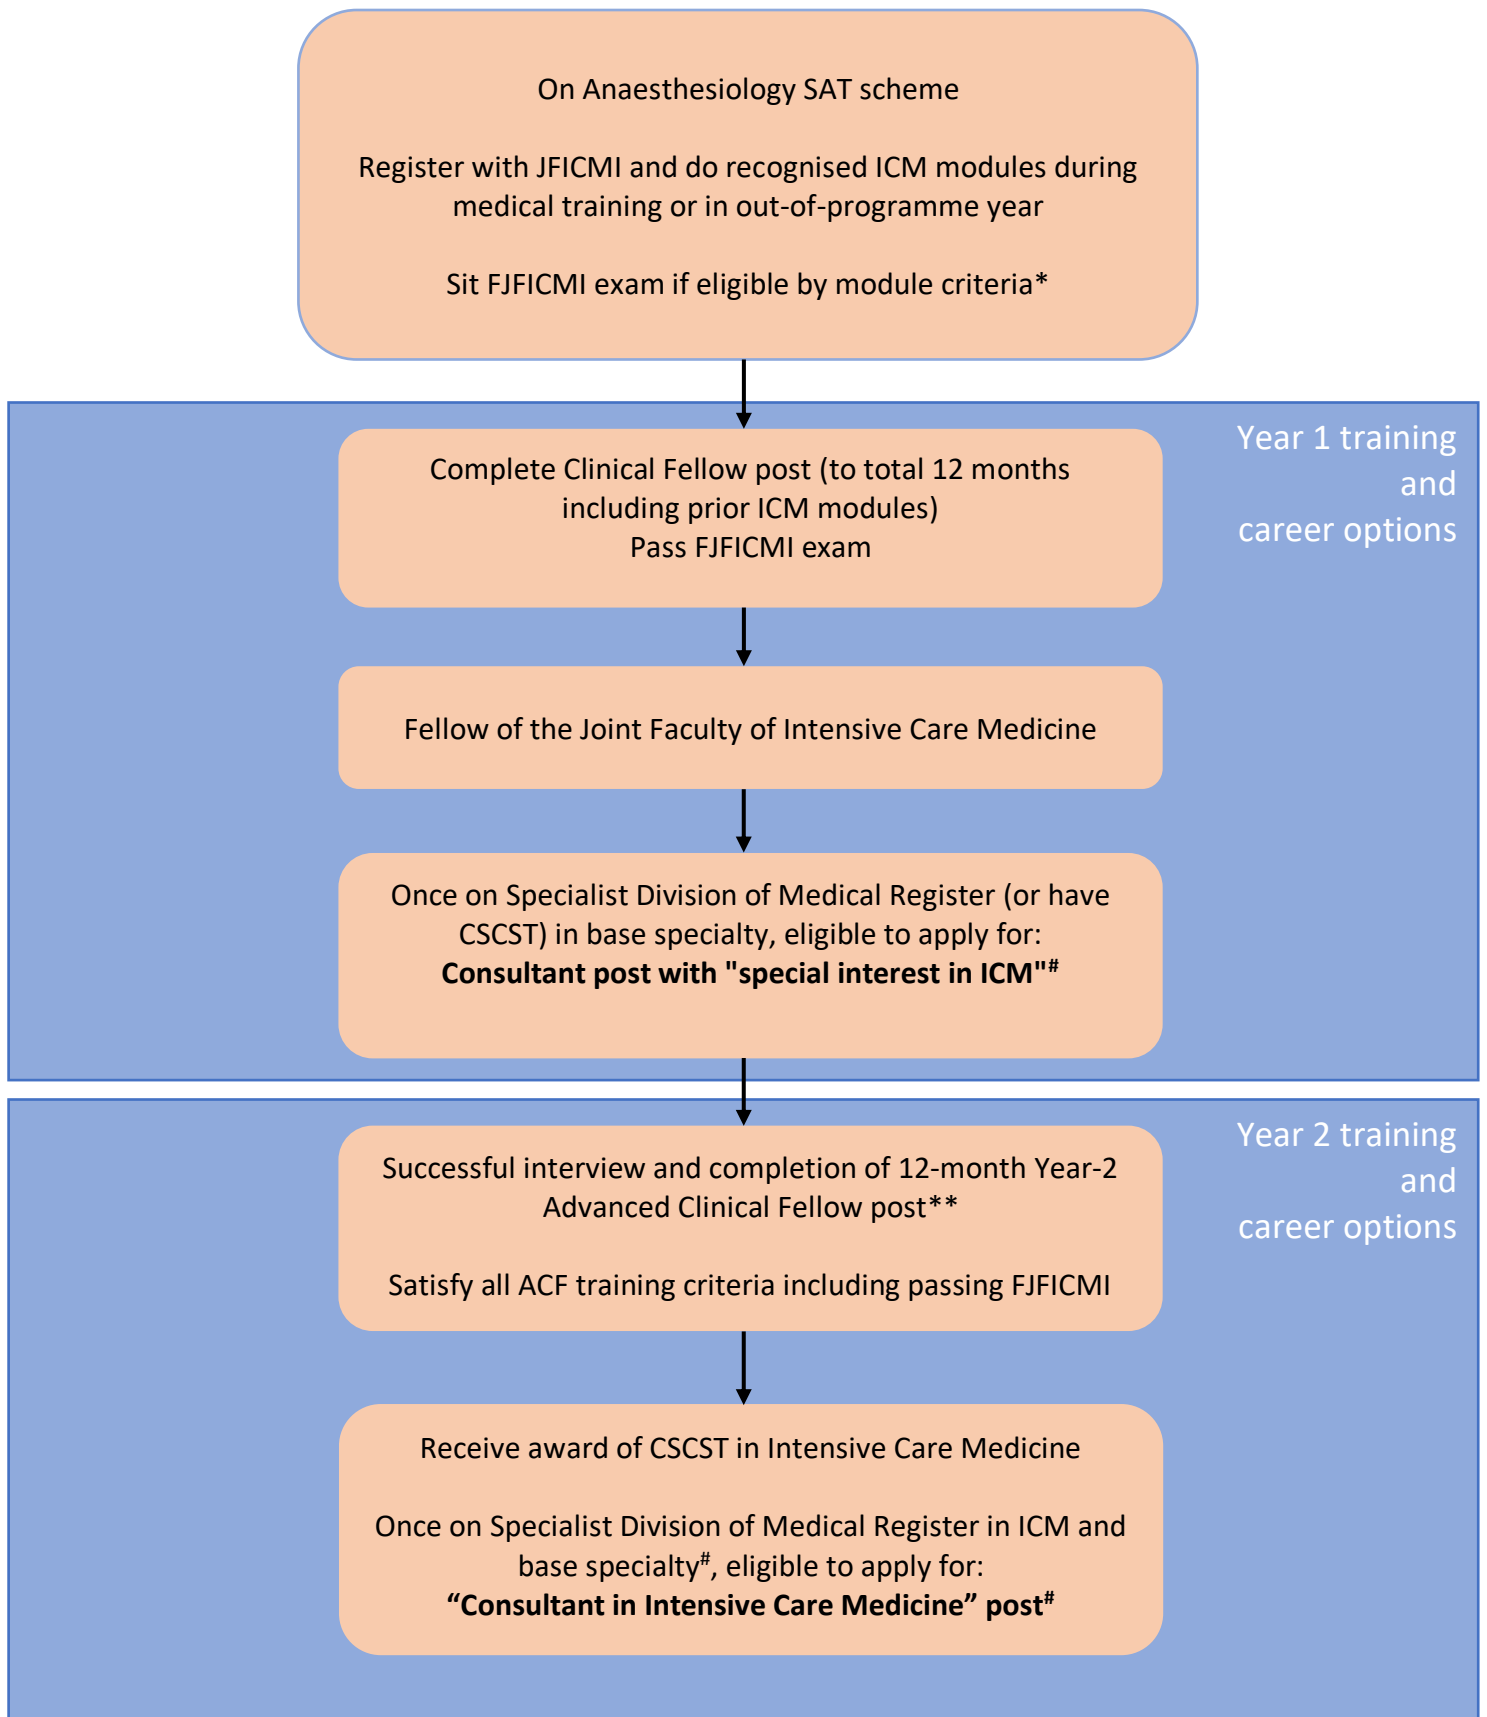 On Anaesthesiology SAT scheme
Register with JFICMI and do recognised ICM modules during
medical training or in out-of-programme year
Sit FJFICMI exam if eligible by module criteria*
Year 1 training
and
career options
Complete Clinical Fellow post (to total 12 months
including prior ICM modules)
Pass FJFICMI exam
Fellow of the Joint Faculty of Intensive Care Medicine
Once on Specialist Division of Medical Register (or have
CSCST) in base specialty, eligible to apply for:
Consultant post with "special interest in ICM"#
Year 2 training
and
career options
Successful interview and completion of 12-month Year-2
Advanced Clinical Fellow post**
Satisfy all ACF training criteria including passing FJFICMI
Receive award of CSCST in Intensive Care Medicine
Once on Specialist Division of Medical Register in ICM and
base specialty#, eligible to apply for:
“Consultant in Intensive Care Medicine” post#